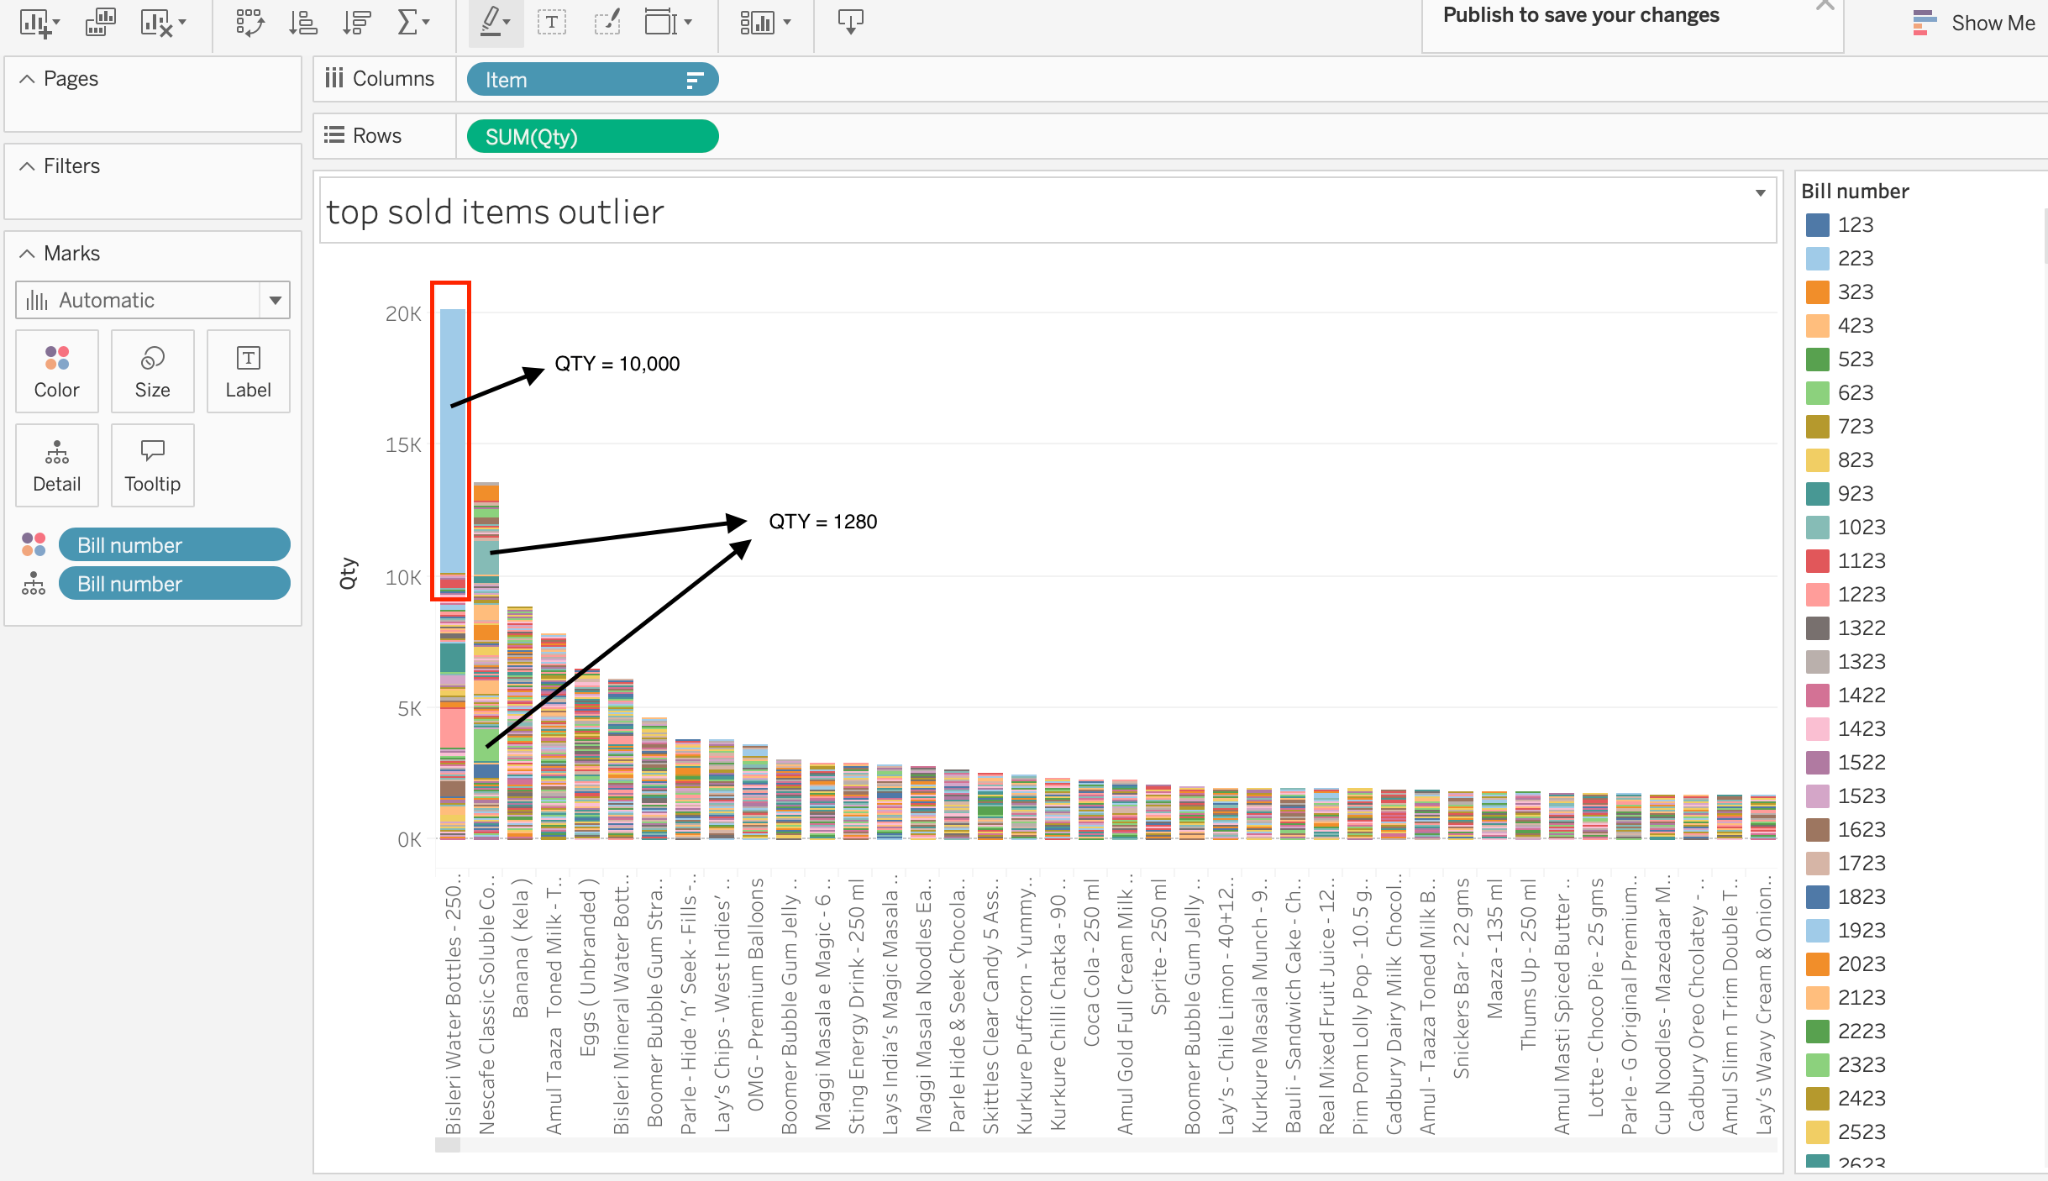 Publish to save your changes
Show Me
Pages
Columns
Item
Rows
SUM(Qty)
Filters
Marks
Automatic
Color
Size
Label
Detail
Tooltip
Bill number
Bill number
top sold items outlier
Qty
20K
15K
10K
5K
0K
QTY = 10,000
QTY = 1280
Bisleri Water Bottles - 250..
Nescafe Classic Soluble Co..
Banana ( Kela )
Amul Taaza Toned Milk - T..
Eggs ( Unbranded )
Bisleri Mineral Water Bott..
Boomer Bubble Gum Stra..
Parle - Hide 'n' Seek - Fills -..
Lay's Chips - West Indies' ..
OMG - Premium Balloons
Boomer Bubble Gum Jelly ..
Maggi Masala e Magic - 6 ..
Sting Energy Drink - 250 ml
Lays India's Magic Masala ..
Maggi Masala Noodles Ea..
Parle Hide & Seek Chocola..
Skittles Clear Candy 5 Ass..
Kurkure Puffcorn - Yummy..
Kurkure Chilli Chatka - 90 ..
Coca Cola - 250 ml
Amul Gold Full Cream Milk ..
Sprite - 250 ml
Boomer Bubble Gum Jelly ..
Lay's - Chile Limon - 40+12..
Kurkure Masala Munch - 9..
Bauli - Sandwich Cake - Ch..
Real Mixed Fruit Juice - 12..
Pim Pom Lolly Pop - 10.5 g..
Cadbury Dairy Milk Chocol..
Amul - Taaza Toned Milk B..
Snickers Bar - 22 gms
Maaza - 135 ml
Thums Up - 250 ml
Amul Masti Spiced Butter ..
Lotte - Choco Pie - 25 gms
Parle - G Original Premium..
Cup Noodles - Mazedaar M..
Cadbury Oreo Chcolatey - ..
Amul Slim n Trim Double T..
Lay's Wavy Cream & Onion..
Bill number
123
223
323
423
523
623
723
823
923
1023
1123
1223
1322
1323
1422
1423
1522
1523
1623
1723
1823
1923
2023
2123
2223
2323
2423
2523
2623